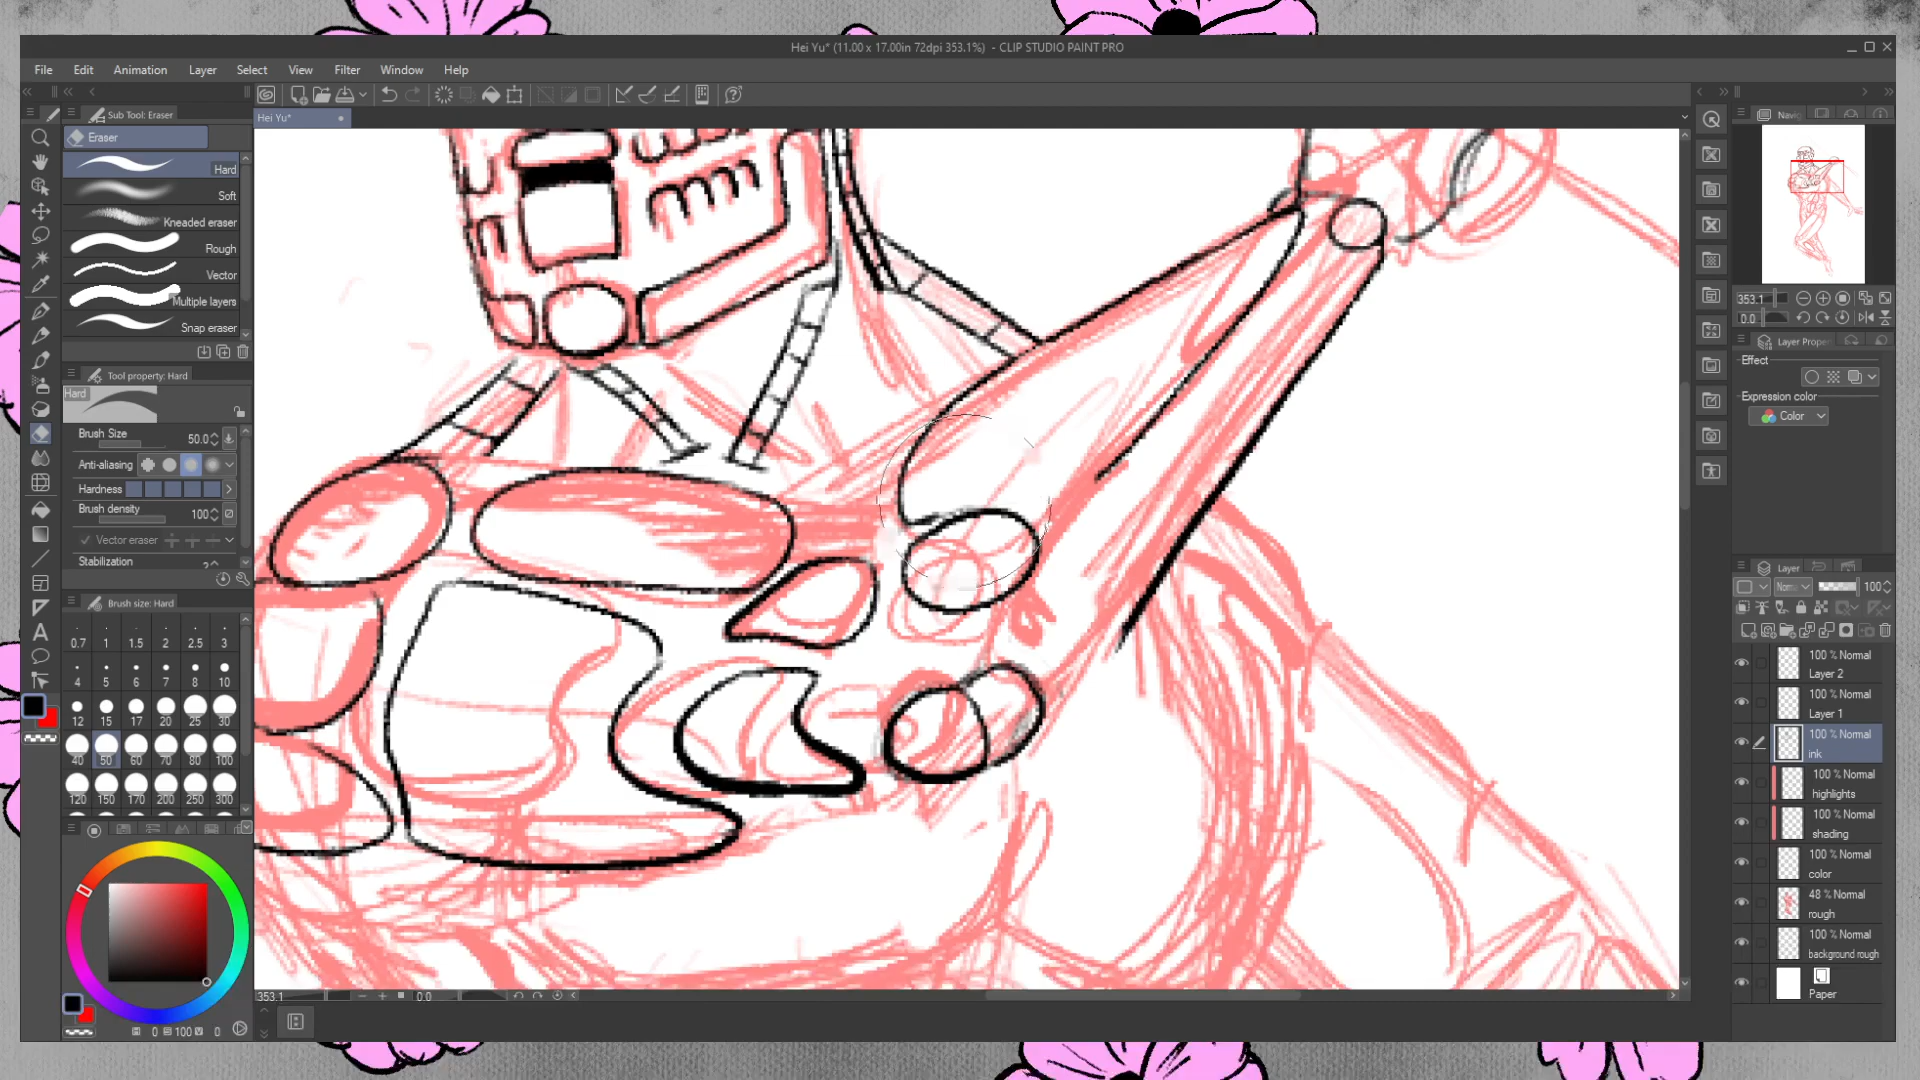 Hei Yu* (11.00 x 17.00in 72dpi 353.1%) - CLIP STUDIO PAINT PRO
File Edit Animation Layer Select View Filter Window Help
Sub Tool: Eraser
Eraser
Hard
Soft
Kneaded eraser
Rough
Vector
Multiple layers
Snap eraser
Tool property: Hard
Hard
Brush Size 50.0
Anti-aliasing
Hardness
Brush density 100
Vector eraser
Stabilization
Brush size: Hard
0.7 1 1.5 2 2.5 3
4 5 6 7 8 10
12 15 17 20 25 30
40 50 60 70 80 100
120 150 170 200 250 300
0 100 0
Hei Yu*
353.1 0.0
Navig
353.1
0.0
Layer Proper
Effect
Expression color
Color
Layer
100
100 % Normal
Layer 2
100 % Normal
Layer 1
100 % Normal
ink
100 % Normal
highlights
100 % Normal
shading
100 % Normal
color
48 % Normal
rough
100 % Normal
background rough
Paper